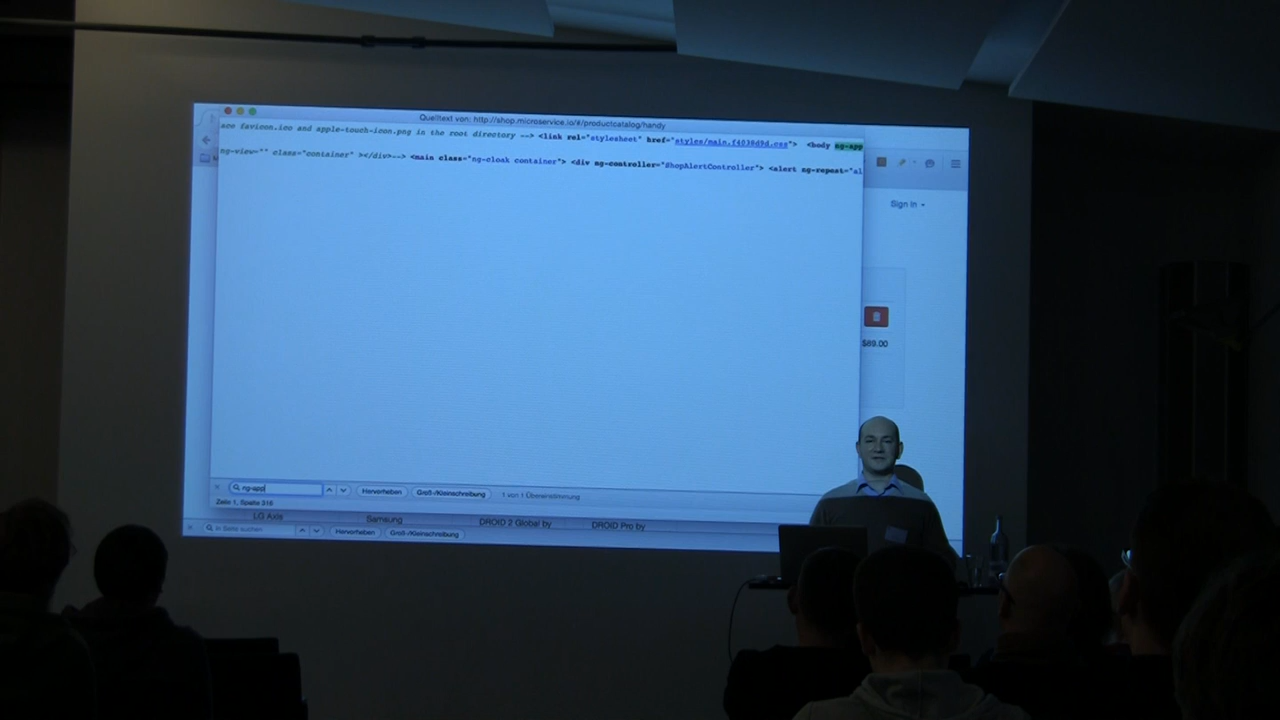 Quelltext von: http://shop.microservice.io/#/productcatalog/handy
ace favicon.ico and apple-touch-icon.png in the root directory --> <link rel="stylesheet" href="styles/main.f4038d9d.css"> <body ng-app
ng-view="" class="container" ></div>--> <main class="ng-cloak container"> <div ng-controller="ShopAlertController"> <alert ng-repeat="al
Sign in
$89.00
ng-app
Hervorheben
Groß-/Kleinschreibung
1 von 1 Übereinstimmung
Zeile 1, Spalte 316
LG Axis
Samsung
DROID 2 Global by
DROID Pro by
In Seite suchen
Hervorheben
Groß-/Kleinschreibung